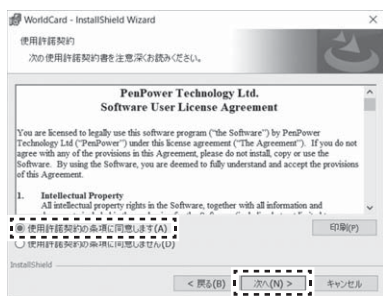 WorldCard - InstallShield Wizard
使用許諾契約
次の使用許諾契約書を注意深くお読みください。
PenPower Technology Ltd.
Software User License Agreement
You are licensed to legally use this software program ("the Software") by PenPower
Technology Ltd ("PenPower") under this license agreement ("The Agreement"). If you do not
agree with any of the provisions in this Agreement, please do not install, copy or use the
Software. By using the Software, you are deemed to fully understand and accept the provisions
of this Agreement.
1. Intellectual Property
All intellectual property rights in the Software, together with all information and
使用許諾契約の条項に同意します(A)
印刷(P)
使用許諾契約の条項に同意しません(D)
InstallShield
< 戻る(B)
次へ(N) >
キャンセル